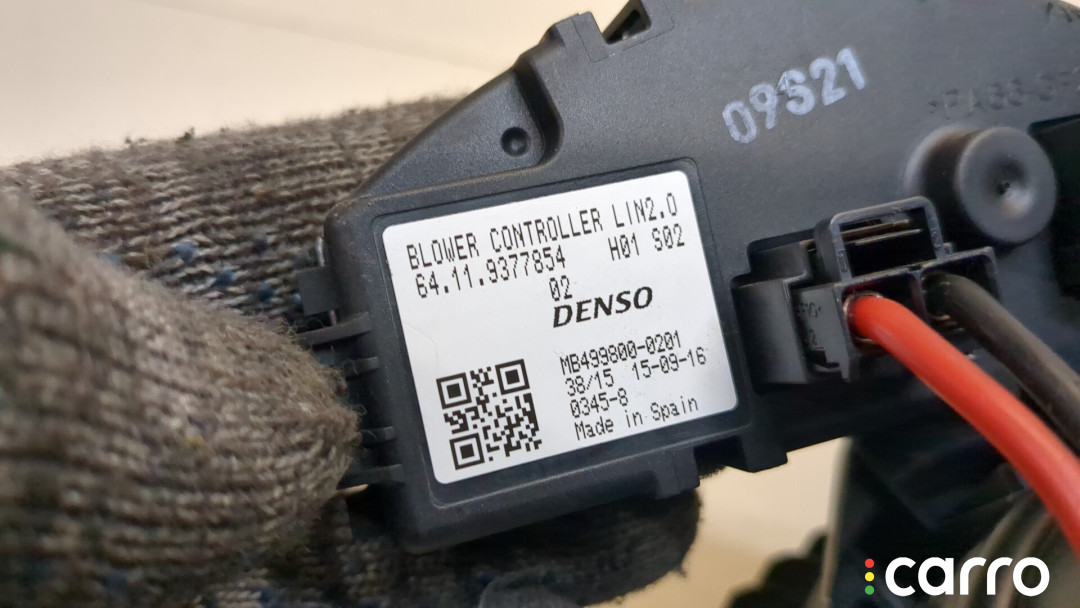 09S21
BLOWER CONTROLLER LIN2.0
64.11.9377854 H01 S02
02
DENSO
MB499800-0201
38/15 15-09-16
0345-8
Made in Spain
carro